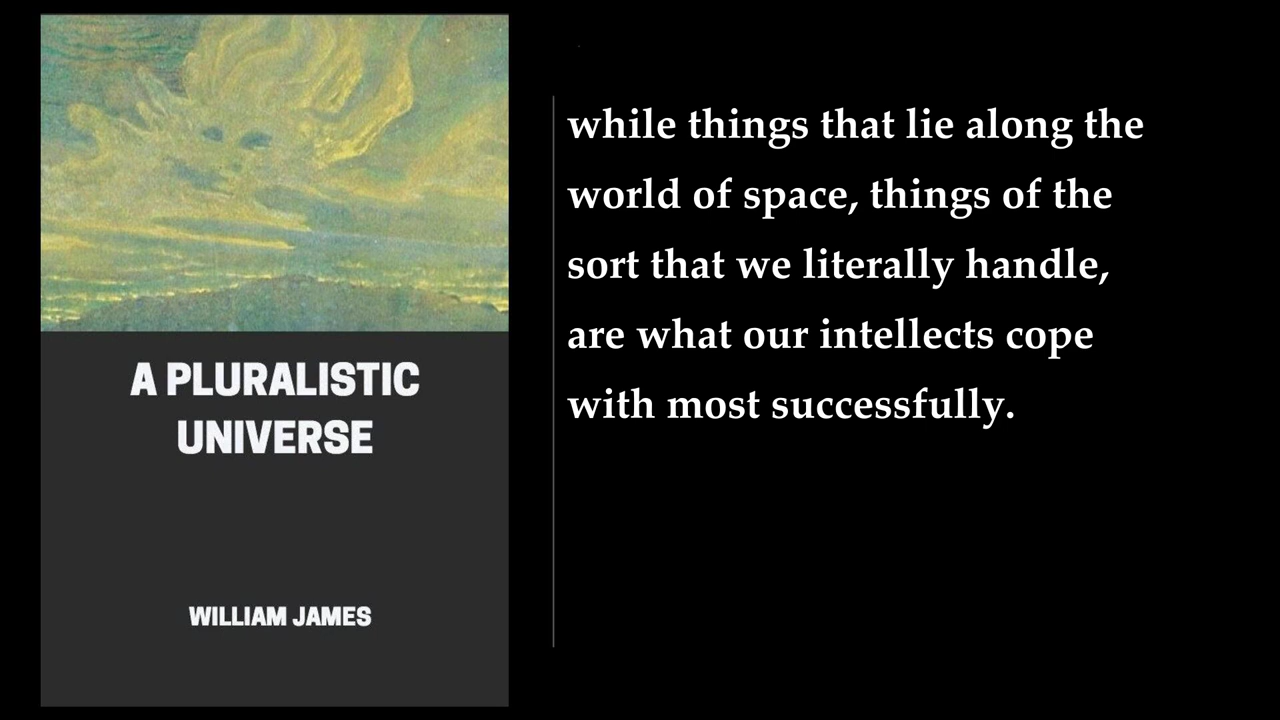 A PLURALISTIC
UNIVERSE
WILLIAM JAMES
while things that lie along the
world of space, things of the
sort that we literally handle,
are what our intellects cope
with most successfully.